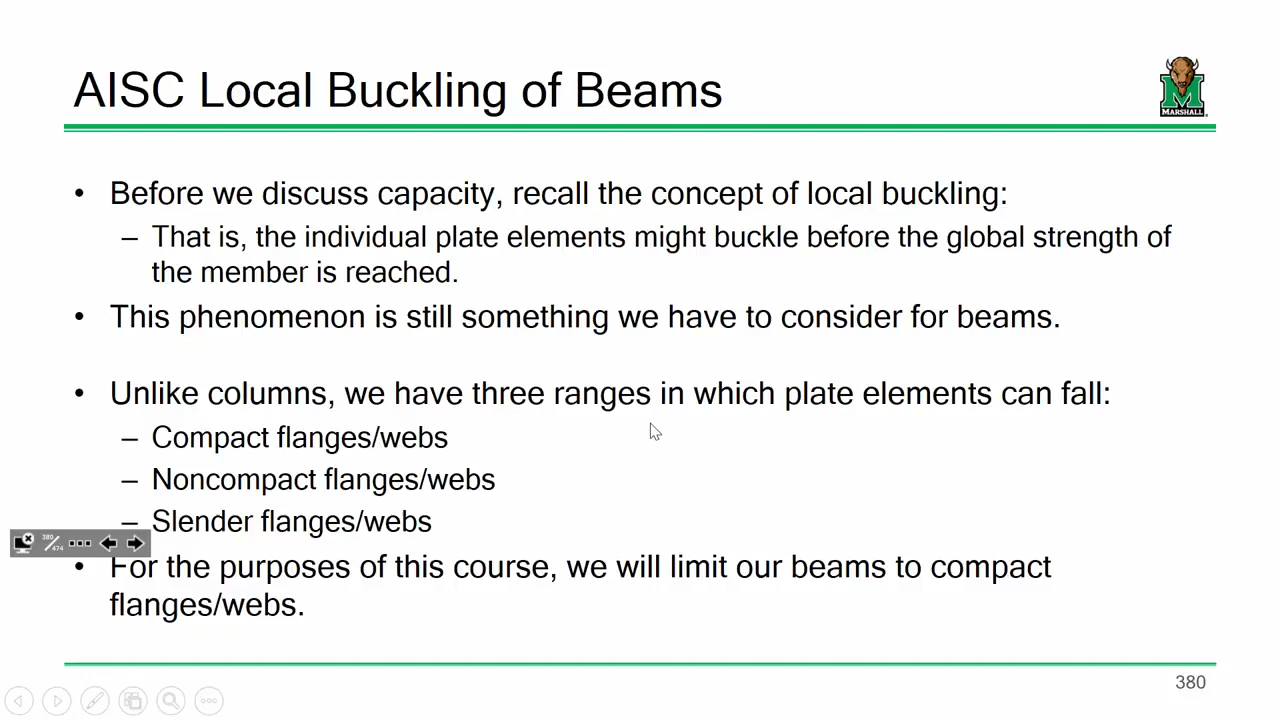 AISC Local Buckling of Beams
MARSHALL
• Before we discuss capacity, recall the concept of local buckling:
– That is, the individual plate elements might buckle before the global strength of
the member is reached.
• This phenomenon is still something we have to consider for beams.
• Unlike columns, we have three ranges in which plate elements can fall:
– Compact flanges/webs
– Noncompact flanges/webs
– Slender flanges/webs
380/474
• For the purposes of this course, we will limit our beams to compact
flanges/webs.
380